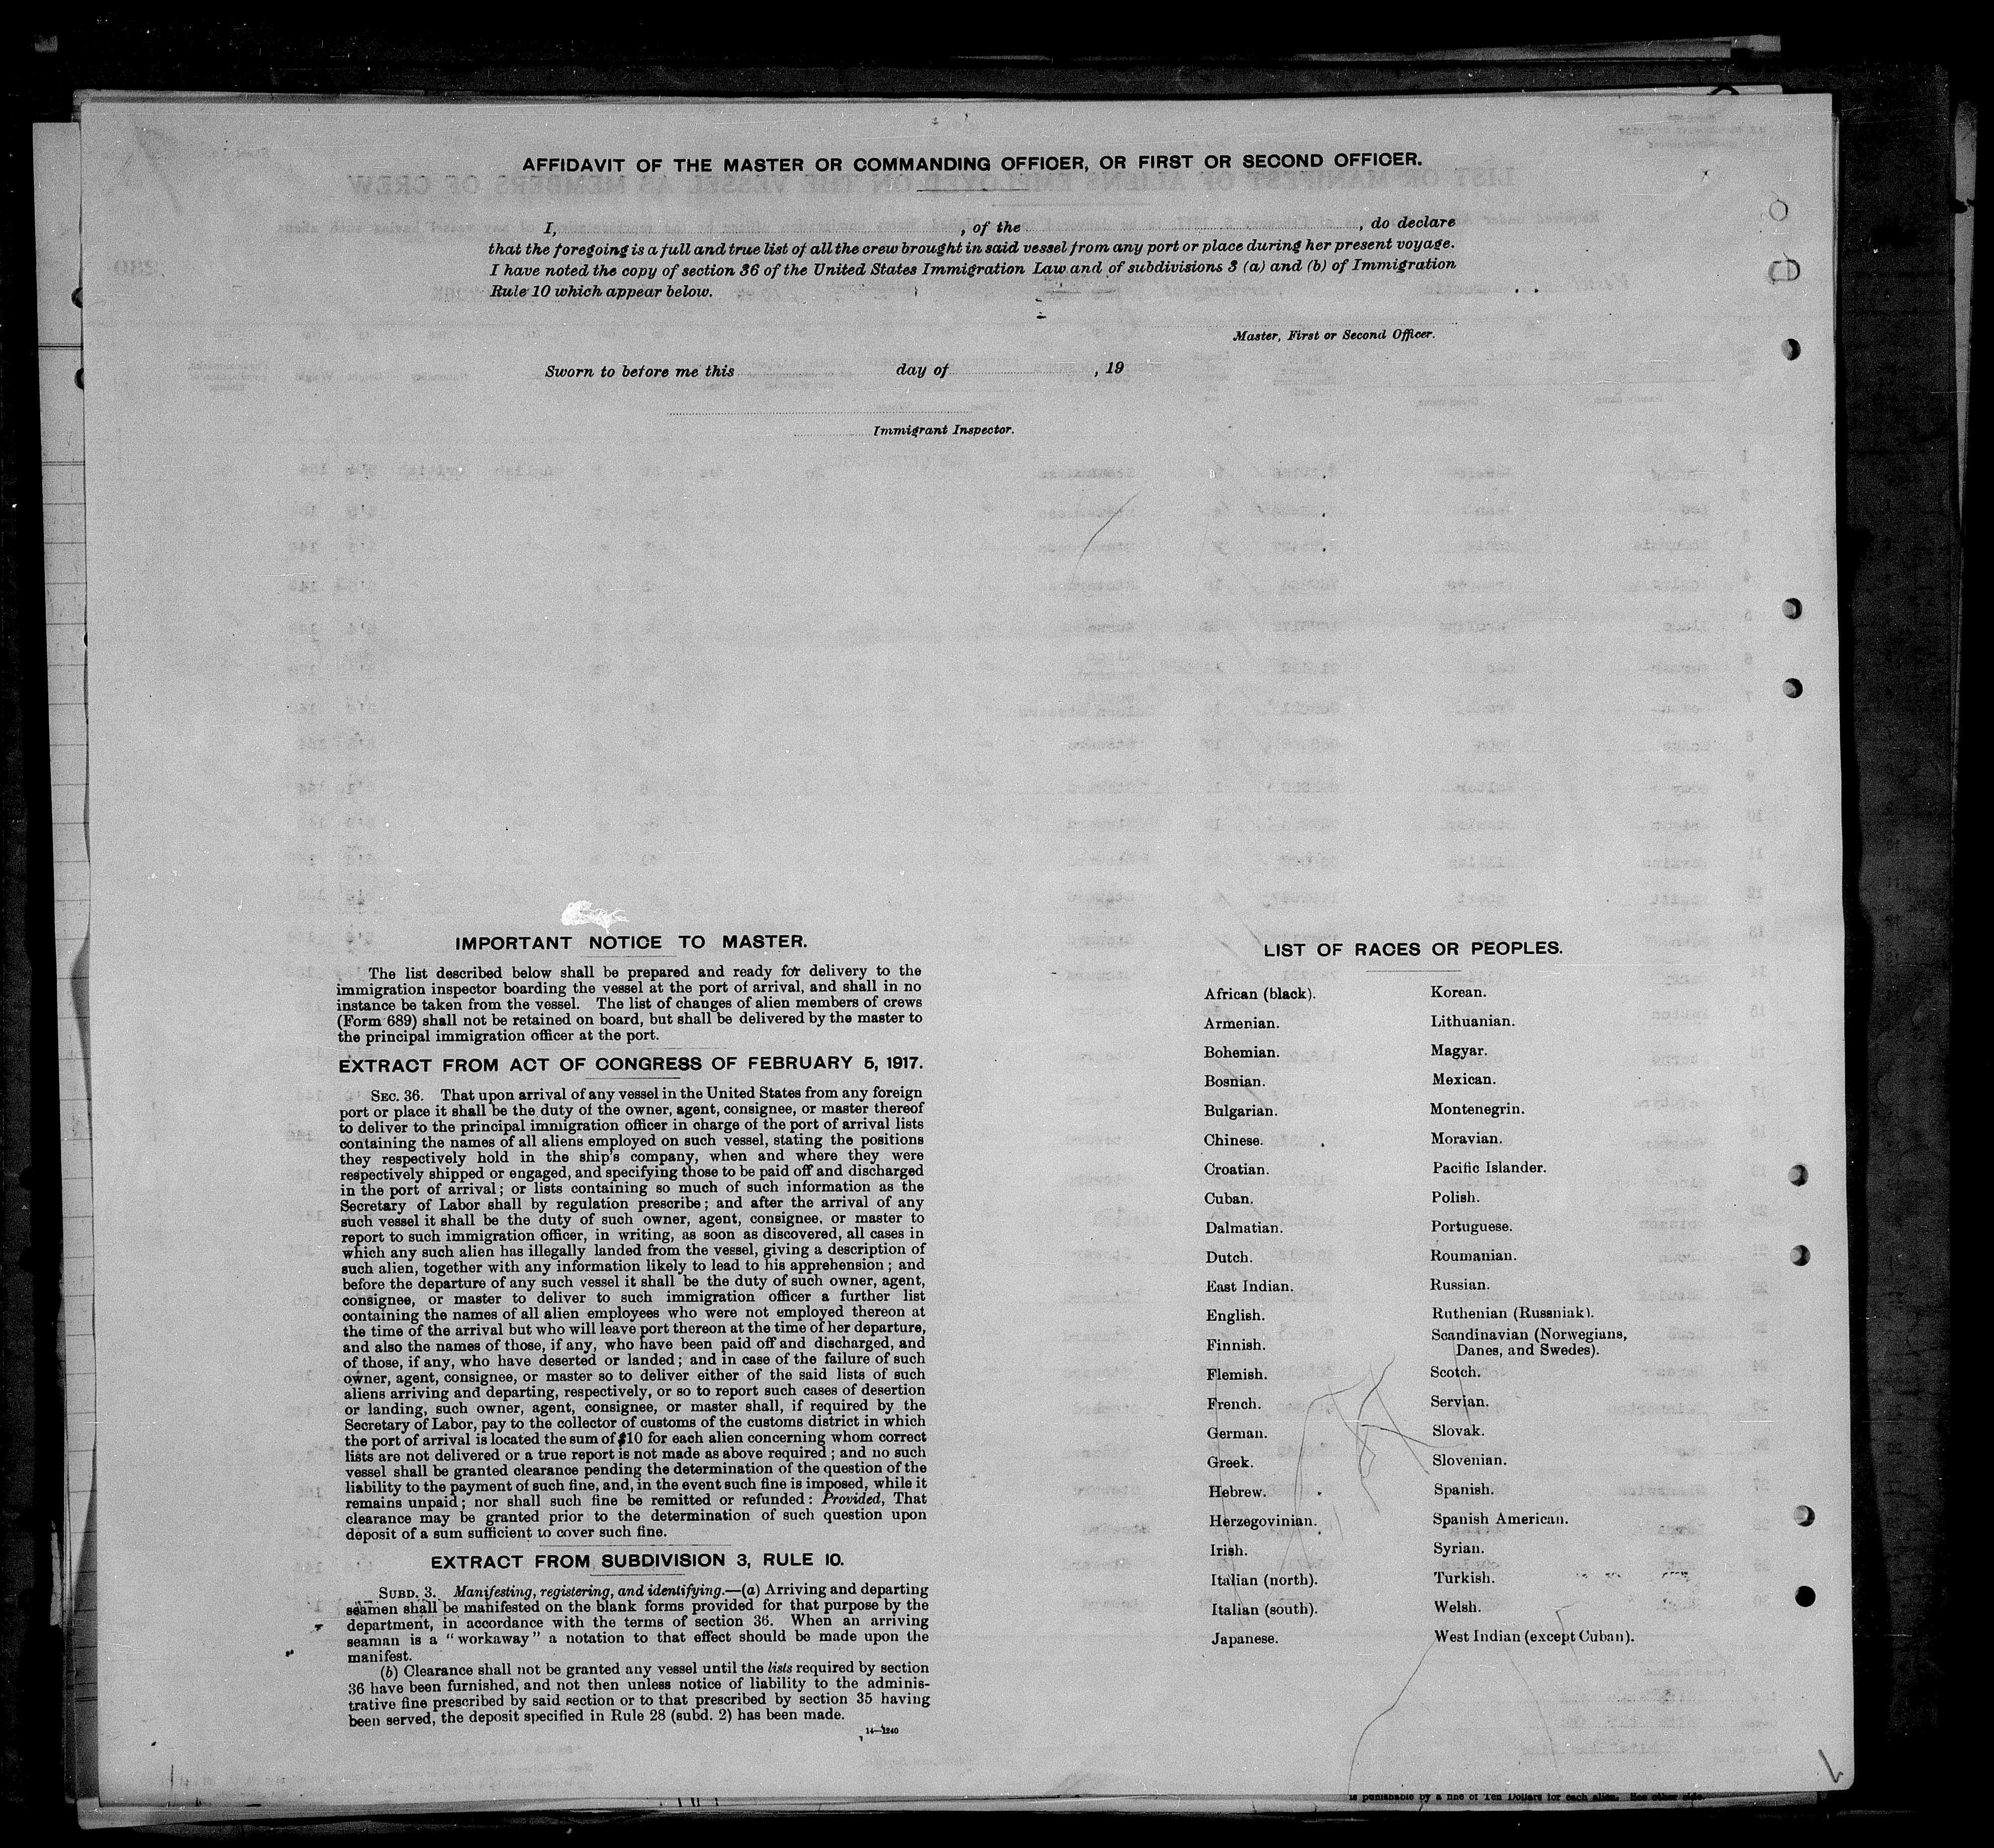 AFFIDAVIT OF THE MASTER OR COMMANDING OFFICER, OR FIRST OR SECOND OFFICER.
I, , of the , do declare
that the foregoing is a full and true list of all the crew brought in said vessel from any port or place during her present voyage.
I have noted the copy of section 36 of the United States Immigration Law and of subdivisions 3 (a) and (b) of Immigration
Rule 10 which appear below.
Master, First or Second Officer.
Sworn to before me this day of , 19
Immigrant Inspector.
IMPORTANT NOTICE TO MASTER.
The list described below shall be prepared and ready for delivery to the
immigration inspector boarding the vessel at the port of arrival, and shall in no
instance be taken from the vessel. The list of changes of alien members of crews
(Form 689) shall not be retained on board, but shall be delivered by the master to
the principal immigration officer at the port.
EXTRACT FROM ACT OF CONGRESS OF FEBRUARY 5, 1917.
SEC. 36. That upon arrival of any vessel in the United States from any foreign
port or place it shall be the duty of the owner, agent, consignee, or master thereof
to deliver to the principal immigration officer in charge of the port of arrival lists
containing the names of all aliens employed on such vessel, stating the positions
they respectively hold in the ship's company, when and where they were
respectively shipped or engaged, and specifying those to be paid off and discharged
in the port of arrival; or lists containing so much of such information as the
Secretary of Labor shall by regulation prescribe; and after the arrival of any
such vessel it shall be the duty of such owner, agent, consignee, or master to
report to such immigration officer, in writing, as soon as discovered, all cases in
which any such alien has illegally landed from the vessel, giving a description of
such alien, together with any information likely to lead to his apprehension; and
before the departure of any such vessel it shall be the duty of such owner, agent,
consignee, or master to deliver to such immigration officer a further list
containing the names of all alien employees who were not employed thereon at
the time of the arrival but who will leave port thereon at the time of her departure,
and also the names of those, if any, who have been paid off and discharged, and
of those, if any, who have deserted or landed; and in case of the failure of such
owner, agent, consignee, or master so to deliver either of the said lists of such
aliens arriving and departing, respectively, or so to report such cases of desertion
or landing, such owner, agent, consignee, or master shall, if required by the
Secretary of Labor, pay to the collector of customs of the customs district in which
the port of arrival is located the sum of $10 for each alien concerning whom correct
lists are not delivered or a true report is not made as above required; and no such
vessel shall be granted clearance pending the determination of the question of the
liability to the payment of such fine, and, in the event such fine is imposed, while it
remains unpaid; nor shall such fine be remitted or refunded: Provided, That
clearance may be granted prior to the determination of such question upon
deposit of a sum sufficient to cover such fine.
EXTRACT FROM SUBDIVISION 3, RULE 10.
SUBD. 3. Manifesting, registering, and identifying.—(a) Arriving and departing
seamen shall be manifested on the blank forms provided for that purpose by the
department, in accordance with the terms of section 36. When an arriving
seaman is a "workaway" a notation to that effect should be made upon the
manifest.
(b) Clearance shall not be granted any vessel until the lists required by section
36 have been furnished, and not then unless notice of liability to the adminis-
trative fine prescribed by said section or to that prescribed by section 35 having
been served, the deposit specified in Rule 28 (subd. 2) has been made.
14—1240
LIST OF RACES OR PEOPLES.
African (black).
Armenian.
Bohemian.
Bosnian.
Bulgarian.
Chinese.
Croatian.
Cuban.
Dalmatian.
Dutch.
East Indian.
English.
Finnish.
Flemish.
French.
German.
Greek.
Hebrew.
Herzegovinian.
Irish.
Italian (north).
Italian (south).
Japanese.
Korean.
Lithuanian.
Magyar.
Mexican.
Montenegrin.
Moravian.
Pacific Islander.
Polish.
Portuguese.
Roumanian.
Russian.
Ruthenian (Russniak).
Scandinavian (Norwegians,
Danes, and Swedes).
Scotch.
Servian.
Slovak.
Slovenian.
Spanish.
Spanish American.
Syrian.
Turkish.
Welsh.
West Indian (except Cuban).
is punishable by a fine of Ten Dollars for each alien. See other side.